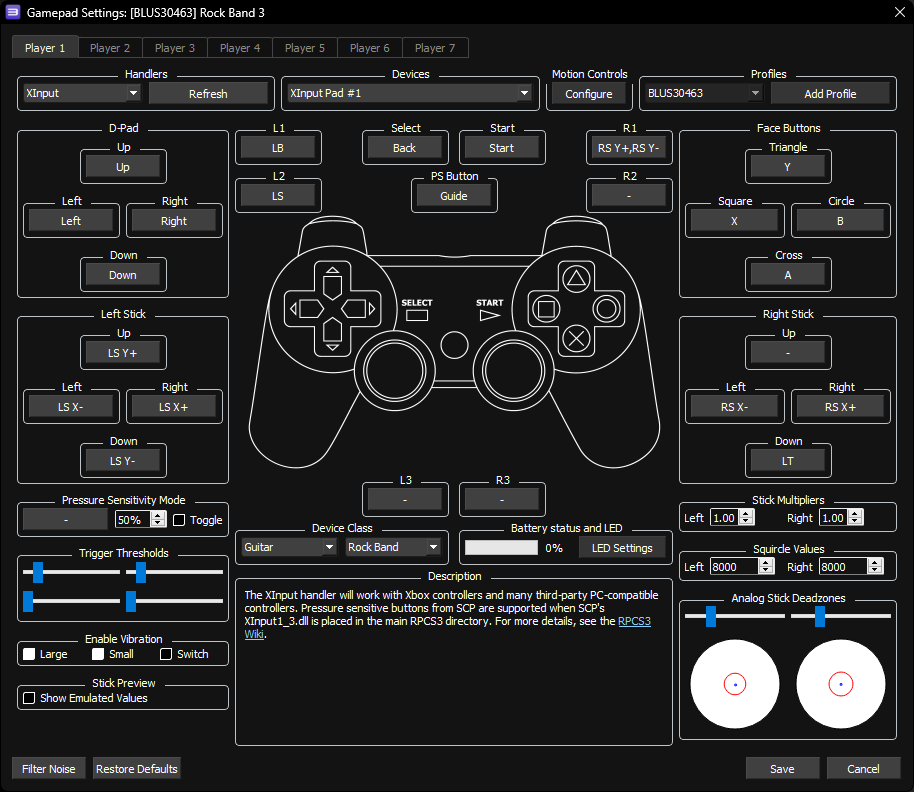 Gamepad Settings: [BLUS30463] Rock Band 3
Player 1 Player 2 Player 3 Player 4 Player 5 Player 6 Player 7
Handlers Devices Motion Controls Profiles
XInput Refresh XInput Pad #1 Configure BLUS30463 Add Profile
D-Pad L1 Select Start R1 Face Buttons
Up LB Back Start RS Y+,RS Y- Triangle
Up Y
L2 PS Button R2
Left Right LS Guide - Square Circle
Left Right X B
Down Cross
Down A
SELECT START
Left Stick Right Stick
Up Up
LS Y+ -
Left Right Left Right
LS X- LS X+ RS X- RS X+
Down Down
LS Y- LT
L3 R3
- -
Pressure Sensitivity Mode Stick Multipliers
- 50% Toggle Left 1.00 Right 1.00
Device Class Battery status and LED
Guitar Rock Band 0% LED Settings
Trigger Thresholds Squircle Values
Left 8000 Right 8000
Description
The XInput handler will work with Xbox controllers and many third-party PC-compatible
controllers. Pressure sensitive buttons from SCP are supported when SCP's
XInput1_3.dll is placed in the main RPCS3 directory. For more details, see the RPCS3
Wiki.
Analog Stick Deadzones
Enable Vibration
Large Small Switch
Stick Preview
Show Emulated Values
Filter Noise Restore Defaults Save Cancel